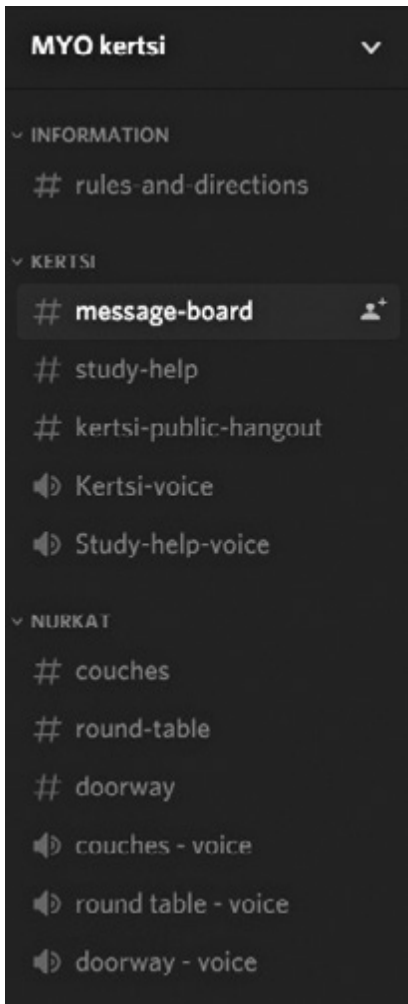 MYO kertsi
INFORMATION
# rules-and-directions
KERTSI
# message-board
# study-help
# kertsi-public-hangout
Kertsi-voice
Study-help-voice
NURKAT
# couches
# round-table
# doorway
couches - voice
round table - voice
doorway - voice